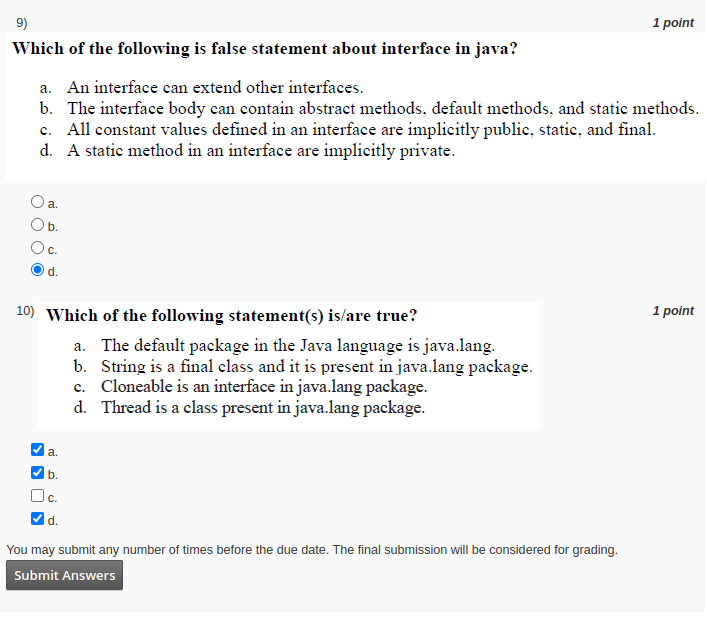 9)
1 point
Which of the following is false statement about interface in java?
a. An interface can extend other interfaces.
b. The interface body can contain abstract methods, default methods, and static methods.
c. All constant values defined in an interface are implicitly public, static, and final.
d. A static method in an interface are implicitly private.
a.
b.
c.
d.
10)
1 point
Which of the following statement(s) is/are true?
a. The default package in the Java language is java.lang.
b. String is a final class and it is present in java.lang package.
c. Cloneable is an interface in java.lang package.
d. Thread is a class present in java.lang package.
a.
b.
c.
d.
You may submit any number of times before the due date. The final submission will be considered for grading.
Submit Answers